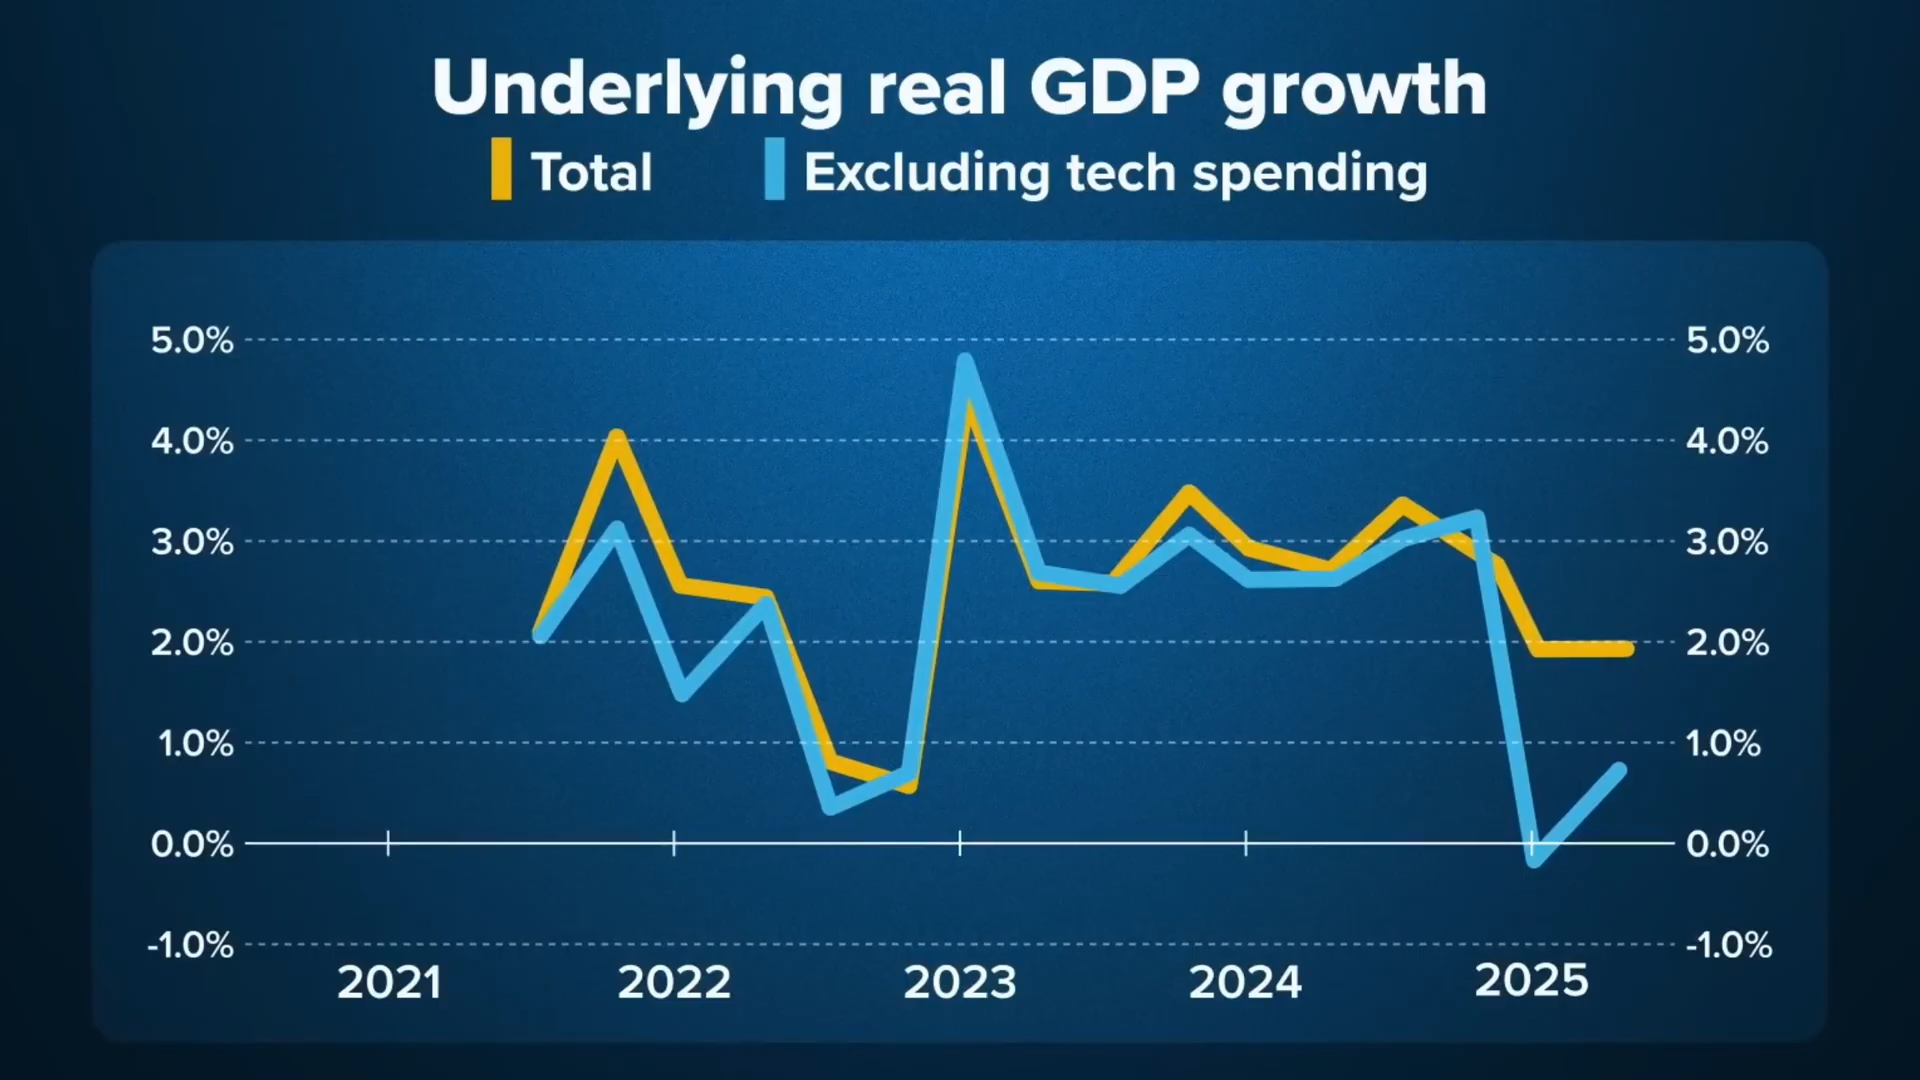 Underlying real GDP growth
Total Excluding tech spending
5.0% 5.0%
4.0% 4.0%
3.0% 3.0%
2.0% 2.0%
1.0% 1.0%
0.0% 0.0%
-1.0% -1.0%
2021 2022 2023 2024 2025